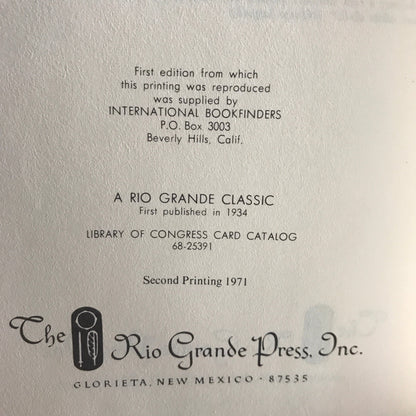 First edition from which
this printing was reproduced
was supplied by
INTERNATIONAL BOOKFINDERS
P.O. Box 3003
Beverly Hills, Calif.
A RIO GRANDE CLASSIC
First published in 1934
LIBRARY OF CONGRESS CARD CATALOG
68-25391
Second Printing 1971
The Rio Grande Press, Inc.
GLORIETA, NEW MEXICO · 87535